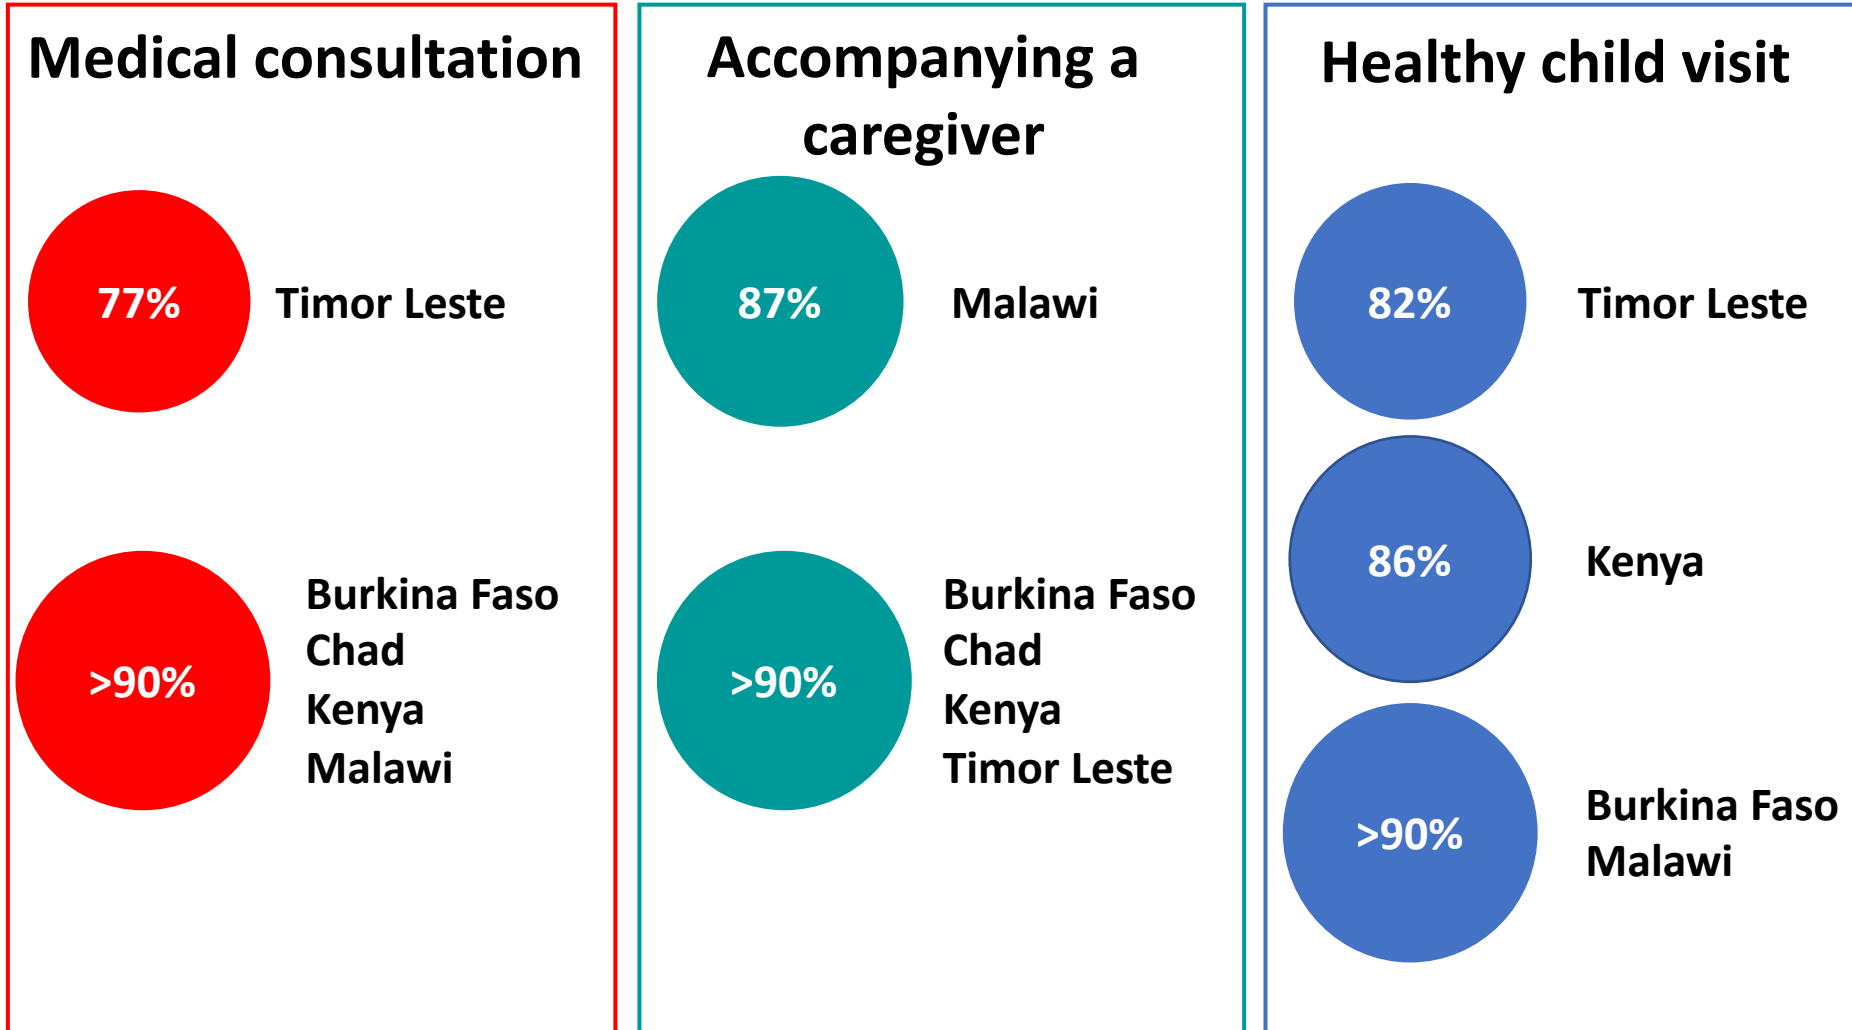 Medical consultation
77%
Timor Leste
>90%
Burkina Faso
Chad
Kenya
Malawi
Accompanying a
caregiver
87%
Malawi
>90%
Burkina Faso
Chad
Kenya
Timor Leste
Healthy child visit
82%
Timor Leste
86%
Kenya
>90%
Burkina Faso
Malawi